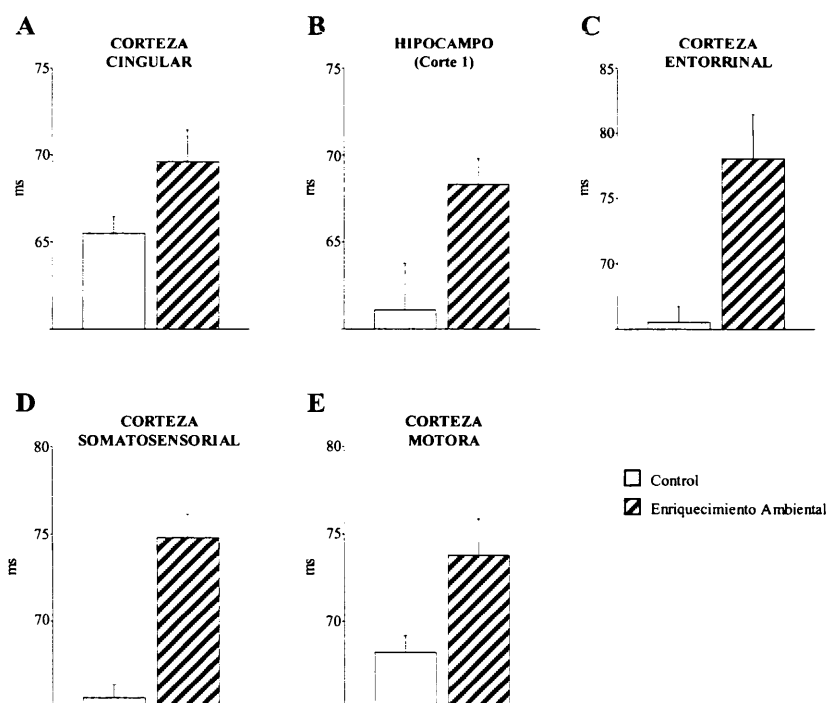 A
CORTEZA
CINGULAR
75
70
65
ms
B
HIPOCAMPO
(Corte 1)
75
70
65
ms
C
CORTEZA
ENTORRINAL
85
80
75
70
ms
D
CORTEZA
SOMATOSENSORIAL
80
75
70
ms
E
CORTEZA
MOTORA
80
75
70
ms
Control
Enriquecimiento Ambiental